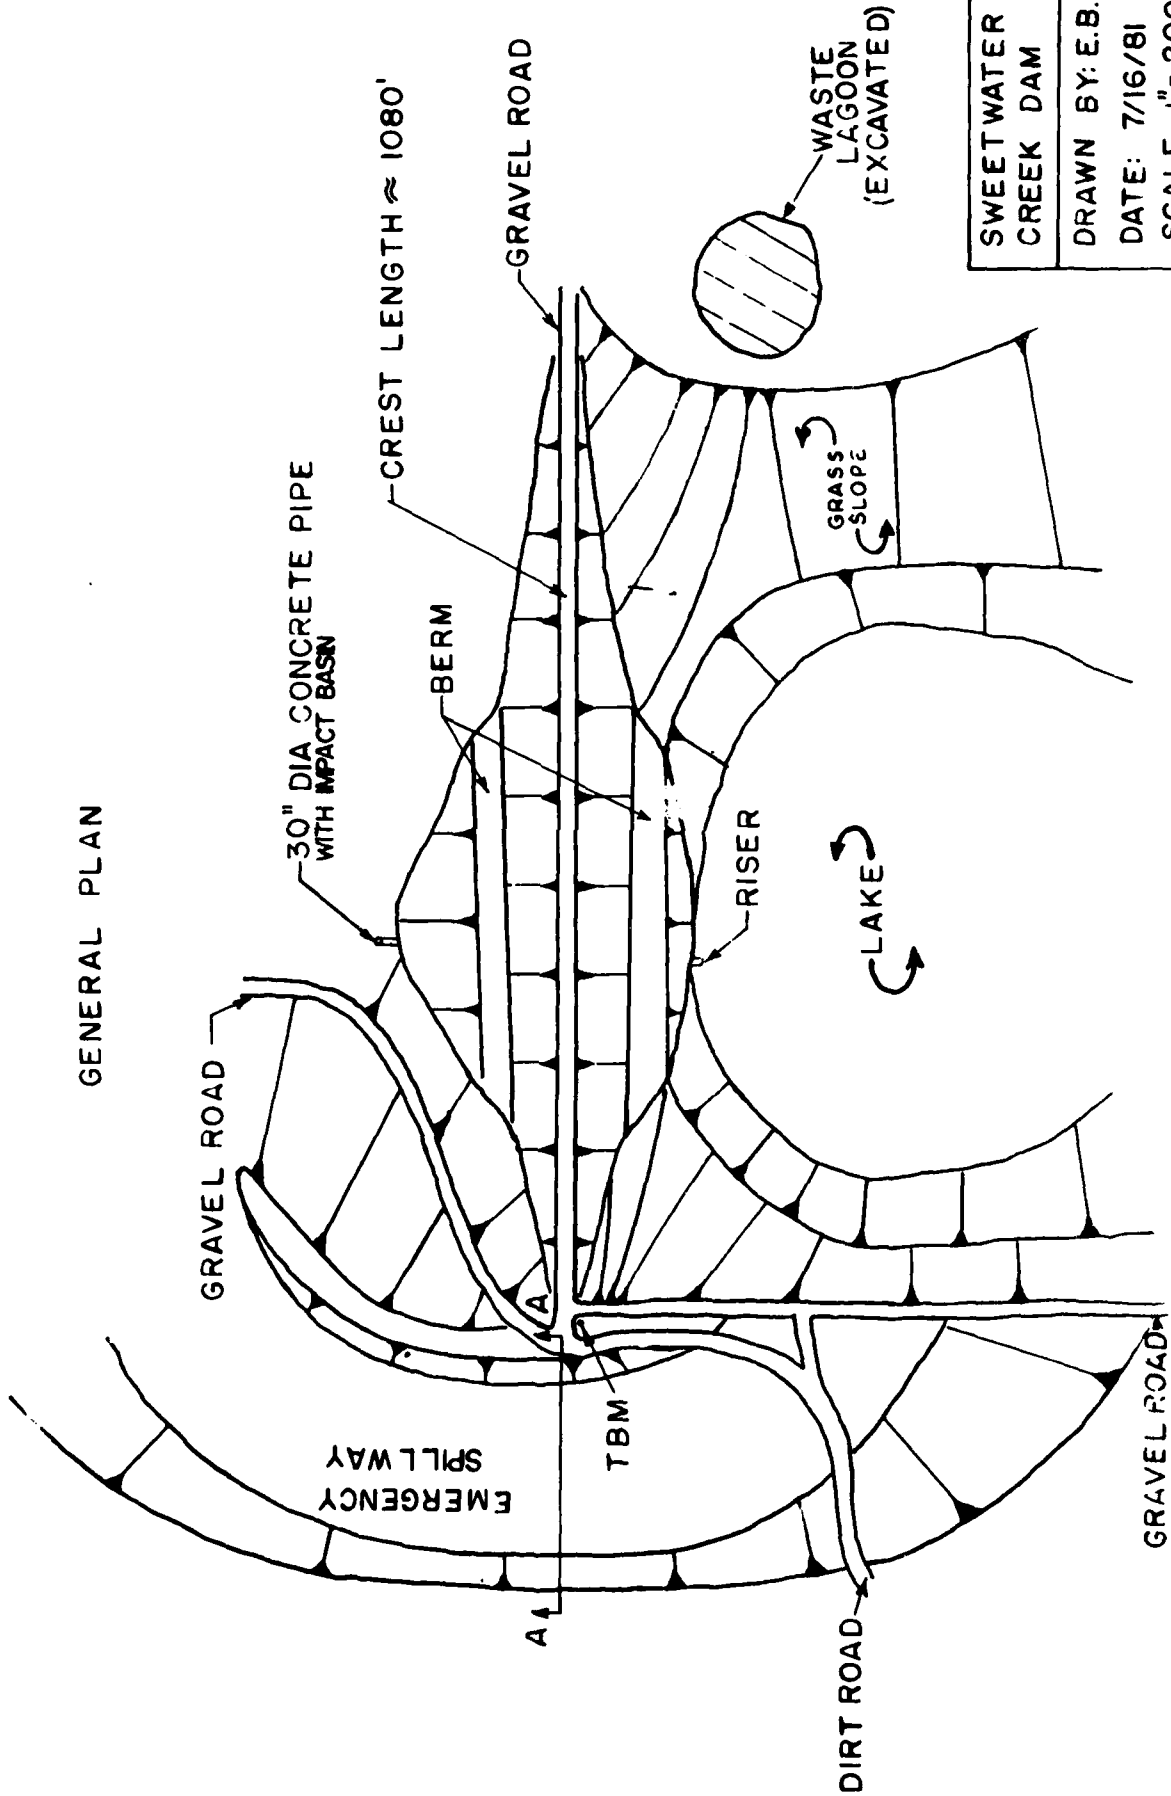 GENERAL PLAN
30" DIA CONCRETE PIPE
WITH IMPACT BASIN
GRAVEL ROAD
CREST LENGTH ≈ 1080'
BERM
GRAVEL ROAD
EMERGENCY
SPILLWAY
A
A
TBM
RISER
LAKE
GRASS
SLOPE
WASTE
LAGOON
(EXCAVATED)
DIRT ROAD
GRAVEL ROAD
SWEETWATER
CREEK DAM
DRAWN BY: E.B.
DATE: 7/16/81